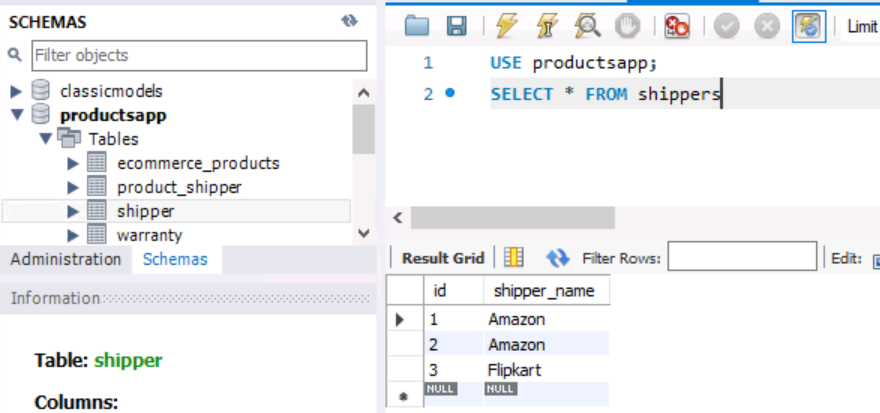 SCHEMAS
Filter objects
classicmodels
productsapp
Tables
ecommerce_products
product_shipper
shipper
warranty
Administration Schemas
Information
Table: shipper
Columns:
Limit
1 USE productsapp;
2 SELECT * FROM shippers
Result Grid Filter Rows: Edit:
id shipper_name
1 Amazon
2 Amazon
3 Flipkart
NULL NULL